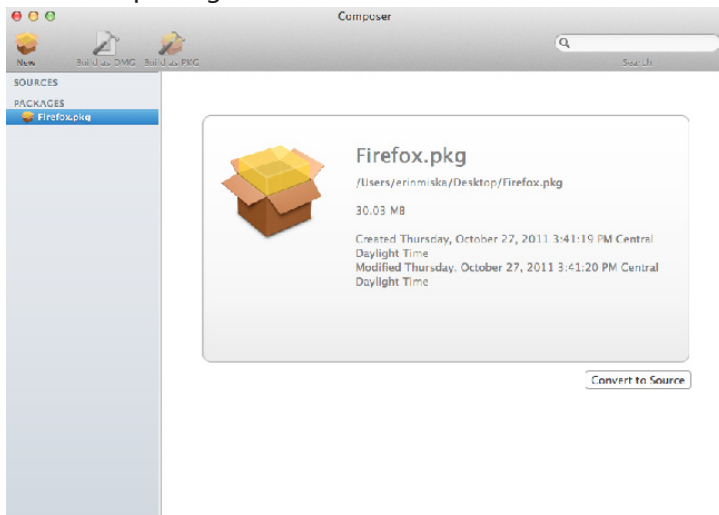 Composer
New
Build as DMG
Build as PKG
Search
SOURCES
PACKAGES
Firefox.pkg
Firefox.pkg
/Users/erinmiska/Desktop/Firefox.pkg
30.03 MB
Created Thursday, October 27, 2011 3:41:19 PM Central
Daylight Time
Modified Thursday, October 27, 2011 3:41:20 PM Central
Daylight Time
Convert to Source